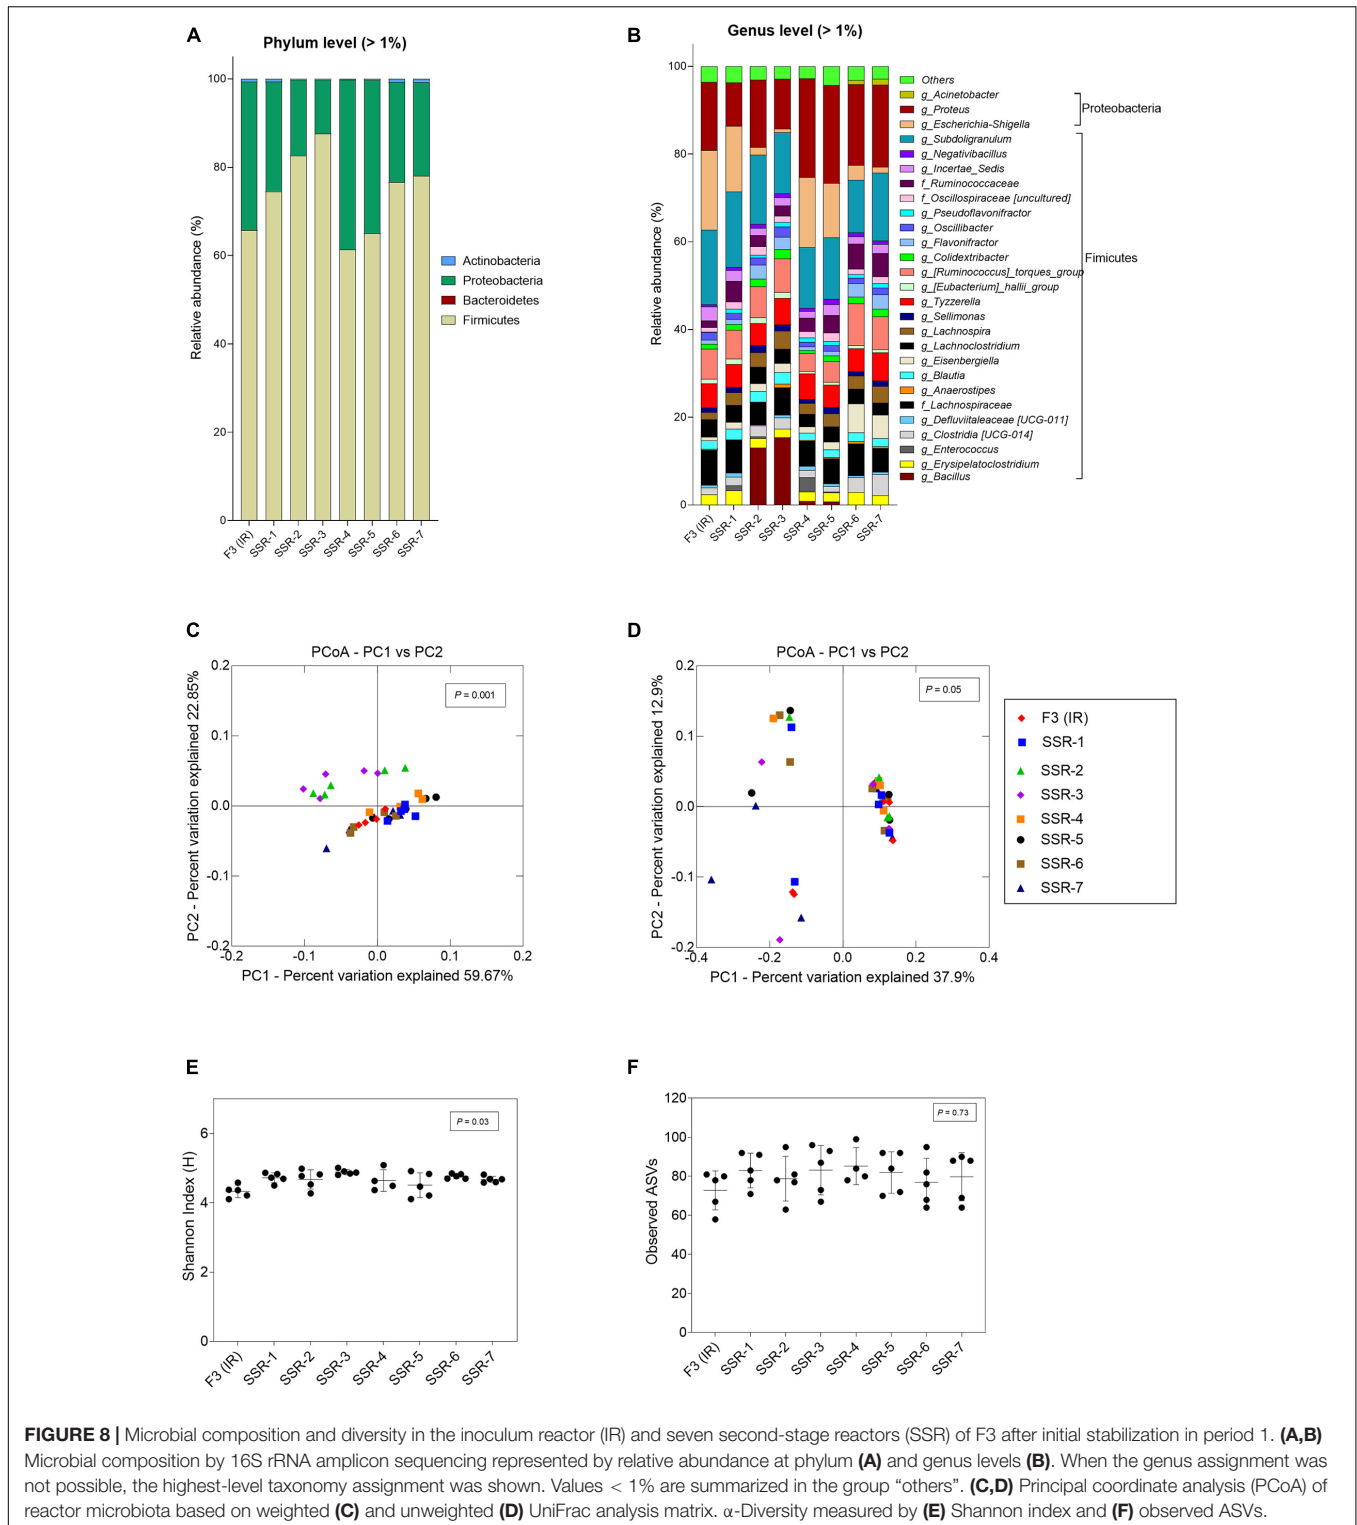 A
Phylum level (> 1%)
Relative abundance (%)
100
80
60
40
20
0
F3 (IR)
SSR-1
SSR-2
SSR-3
SSR-4
SSR-5
SSR-6
SSR-7
Actinobacteria
Proteobacteria
Bacteroidetes
Firmicutes
B
Genus level (> 1%)
Relative abundance (%)
100
80
60
40
20
0
F3 (IR)
SSR-1
SSR-2
SSR-3
SSR-4
SSR-5
SSR-6
SSR-7
Others
g_Acinetobacter
g_Proteus
g_Escherichia-Shigella
g_Subdoligranulum
g_Negativibacillus
g_Incertae_Sedis
f_Ruminococcaceae
f_Oscillospiraceae [uncultured]
g_Pseudoflavonifractor
g_Oscillibacter
g_Flavonifractor
g_Colidextribacter
g_[Ruminococcus]_torques_group
g_[Eubacterium]_hallii_group
g_Tyzzerella
g_Sellimonas
g_Lachnospira
g_Lachnoclostridium
g_Eisenbergiella
g_Blautia
g_Anaerostipes
f_Lachnospiraceae
g_Defluviitaleaceae [UCG-011]
g_Clostridia [UCG-014]
g_Enterococcus
g_Erysipelatoclostridium
g_Bacillus
Proteobacteria
Fimicutes
C
PCoA - PC1 vs PC2
P = 0.001
PC2 - Percent variation explained 22.85%
0.2
0.1
0.0
-0.1
-0.2
-0.2
-0.1
0.0
0.1
0.2
PC1 - Percent variation explained 59.67%
D
PCoA - PC1 vs PC2
P = 0.05
PC2 - Percent variation explained 12.9%
0.2
0.1
0.0
-0.1
-0.2
-0.4
-0.2
0.0
0.2
0.4
PC1 - Percent variation explained 37.9%
F3 (IR)
SSR-1
SSR-2
SSR-3
SSR-4
SSR-5
SSR-6
SSR-7
E
P = 0.03
Shannon Index (H)
6
4
2
0
F3 (IR)
SSR-1
SSR-2
SSR-3
SSR-4
SSR-5
SSR-6
SSR-7
F
P = 0.73
Observed ASVs
120
100
80
60
40
20
0
F3 (IR)
SSR-1
SSR-2
SSR-3
SSR-4
SSR-5
SSR-6
SSR-7
FIGURE 8 | Microbial composition and diversity in the inoculum reactor (IR) and seven second-stage reactors (SSR) of F3 after initial stabilization in period 1. (A,B)
Microbial composition by 16S rRNA amplicon sequencing represented by relative abundance at phylum (A) and genus levels (B). When the genus assignment was
not possible, the highest-level taxonomy assignment was shown. Values < 1% are summarized in the group “others”. (C,D) Principal coordinate analysis (PCoA) of
reactor microbiota based on weighted (C) and unweighted (D) UniFrac analysis matrix. α-Diversity measured by (E) Shannon index and (F) observed ASVs.